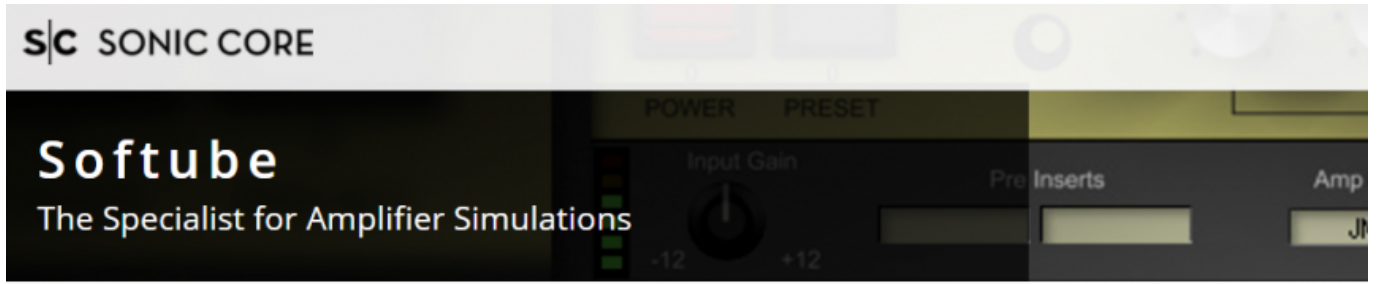 S|C SONIC CORE
POWER PRESET
Softube
Input Gain
Pre Inserts
Amp
The Specialist for Amplifier Simulations
-12 +12